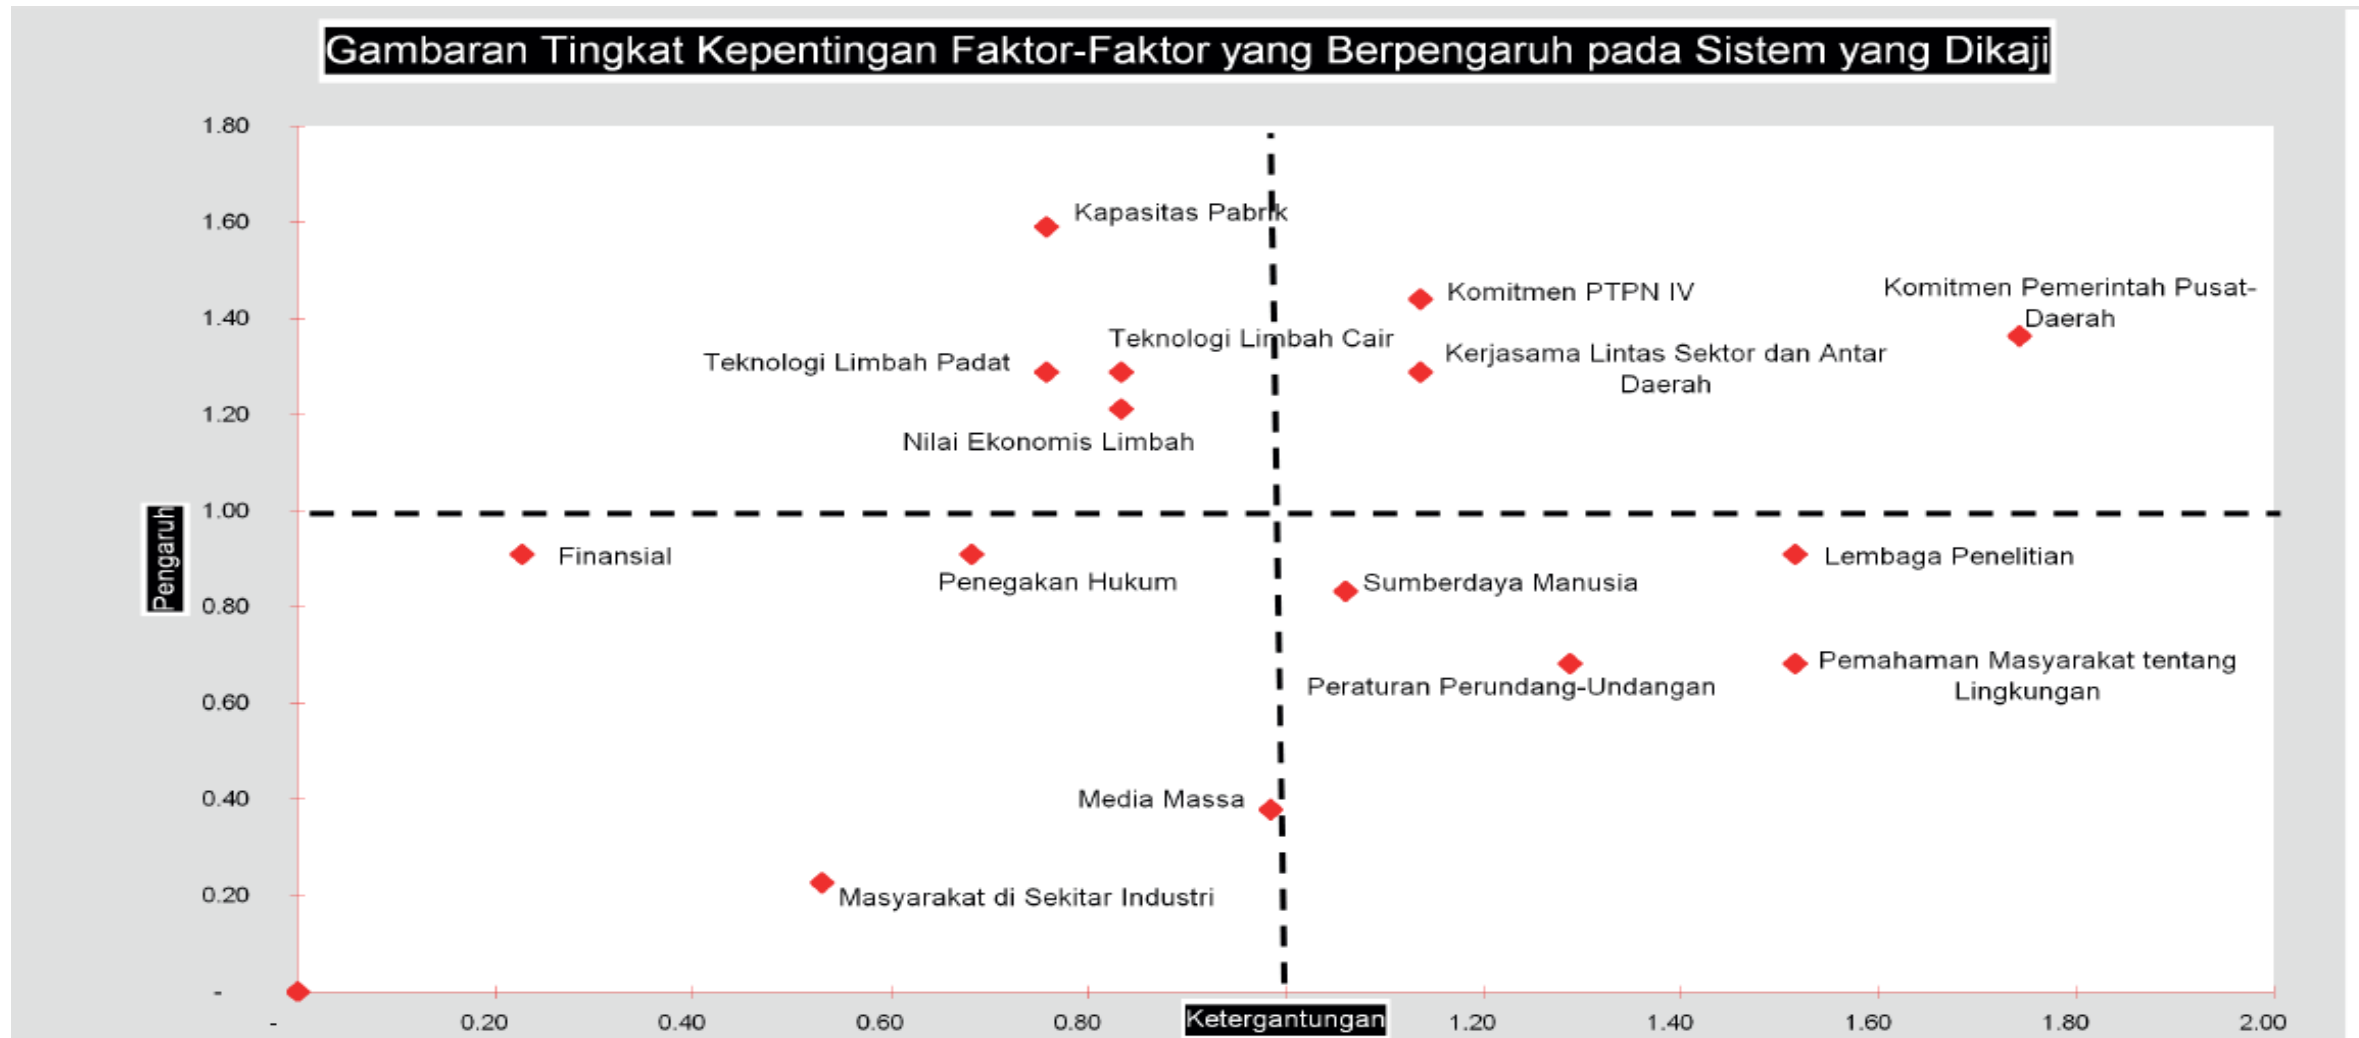 Gambaran Tingkat Kepentingan Faktor-Faktor yang Berpengaruh pada Sistem yang Dikaji
1.80
1.60
1.40
1.20
1.00
0.80
0.60
0.40
0.20
-
Pengaruh
Kapasitas Pabrik
Komitmen PTPN IV
Komitmen Pemerintah Pusat-
Daerah
Teknologi Limbah Cair
Teknologi Limbah Padat
Kerjasama Lintas Sektor dan Antar
Daerah
Nilai Ekonomis Limbah
Finansial
Penegakan Hukum
Sumberdaya Manusia
Lembaga Penelitian
Peraturan Perundang-Undangan
Pemahaman Masyarakat tentang
Lingkungan
Media Massa
Masyarakat di Sekitar Industri
- 0.20 0.40 0.60 0.80 Ketergantungan 1.20 1.40 1.60 1.80 2.00